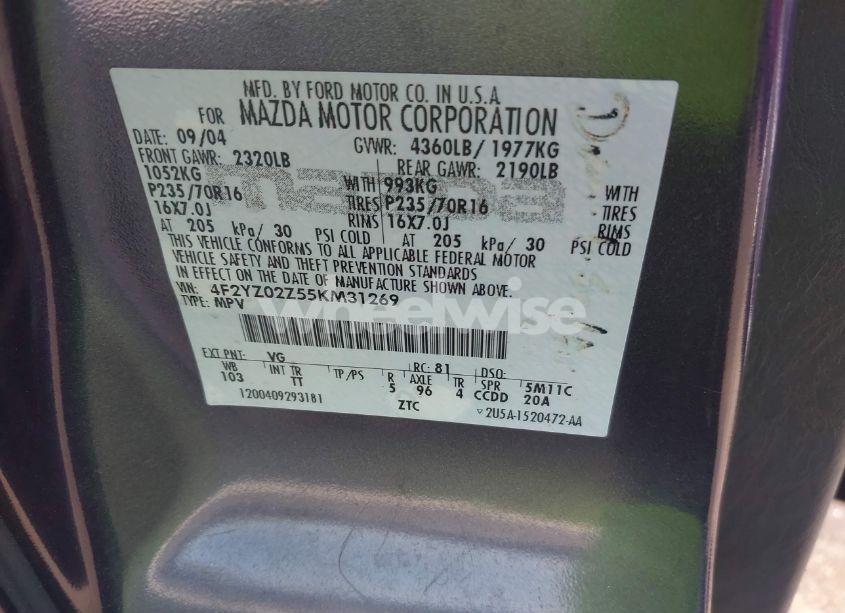 MFD. BY FORD MOTOR CO. IN U.S.A
FOR MAZDA MOTOR CORPORATION
DATE: 09/04 GVWR: 4360LB/ 1977KG
FRONT GAWR: 2320LB REAR GAWR: 2190LB
1052KG WITH 993KG WITH
P235/70R16 TIRES P235/70R16 TIRES
16X7.0J RIMS 16X7.0J RIMS
AT 205 kPa/ 30 PSI COLD AT 205 kPa/ 30 PSI COLD
THIS VEHICLE CONFORMS TO ALL APPLICABLE FEDERAL MOTOR
VEHICLE SAFETY AND THEFT PREVENTION STANDARDS
IN EFFECT ON THE DATE OF MANUFACTURE SHOWN ABOVE.
VIN: 4F2YZ02Z55KM31269
TYPE: MPV
wheelwise
EXT PNT: VG RC: 81 DSO:
WB INT TR TP/PS R AXLE TR SPR 5M11C
103 TT 5 96 4 CCDD 20A
1200409293181 ZTC 2U5A-1520472-AA